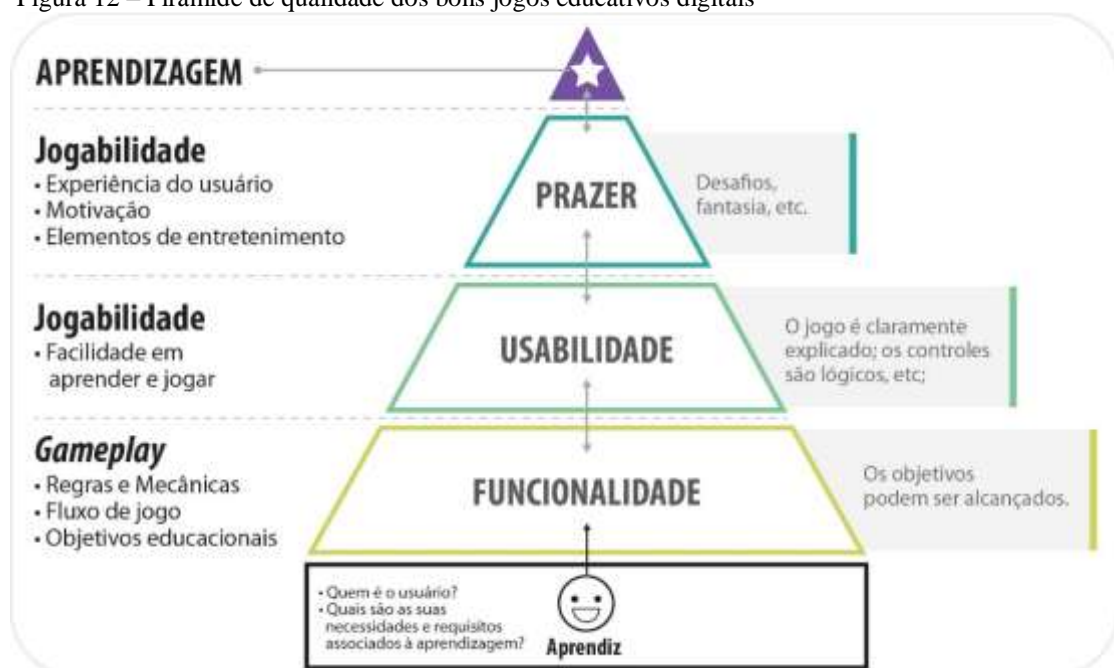 Figura 12 – Pirâmide de qualidade dos bons jogos educativos digitais
APRENDIZAGEM
Jogabilidade
• Experiência do usuário
• Motivação
• Elementos de entretenimento
PRAZER
Desafios,
fantasia, etc.
Jogabilidade
• Facilidade em
aprender e jogar
USABILIDADE
O jogo é claramente
explicado; os controles
são lógicos, etc;
Gameplay
• Regras e Mecânicas
• Fluxo de jogo
• Objetivos educacionais
FUNCIONALIDADE
Os objetivos
podem ser alcançados.
• Quem é o usuário?
• Quais são as suas
necessidades e requisitos
associados à aprendizagem?
Aprendiz